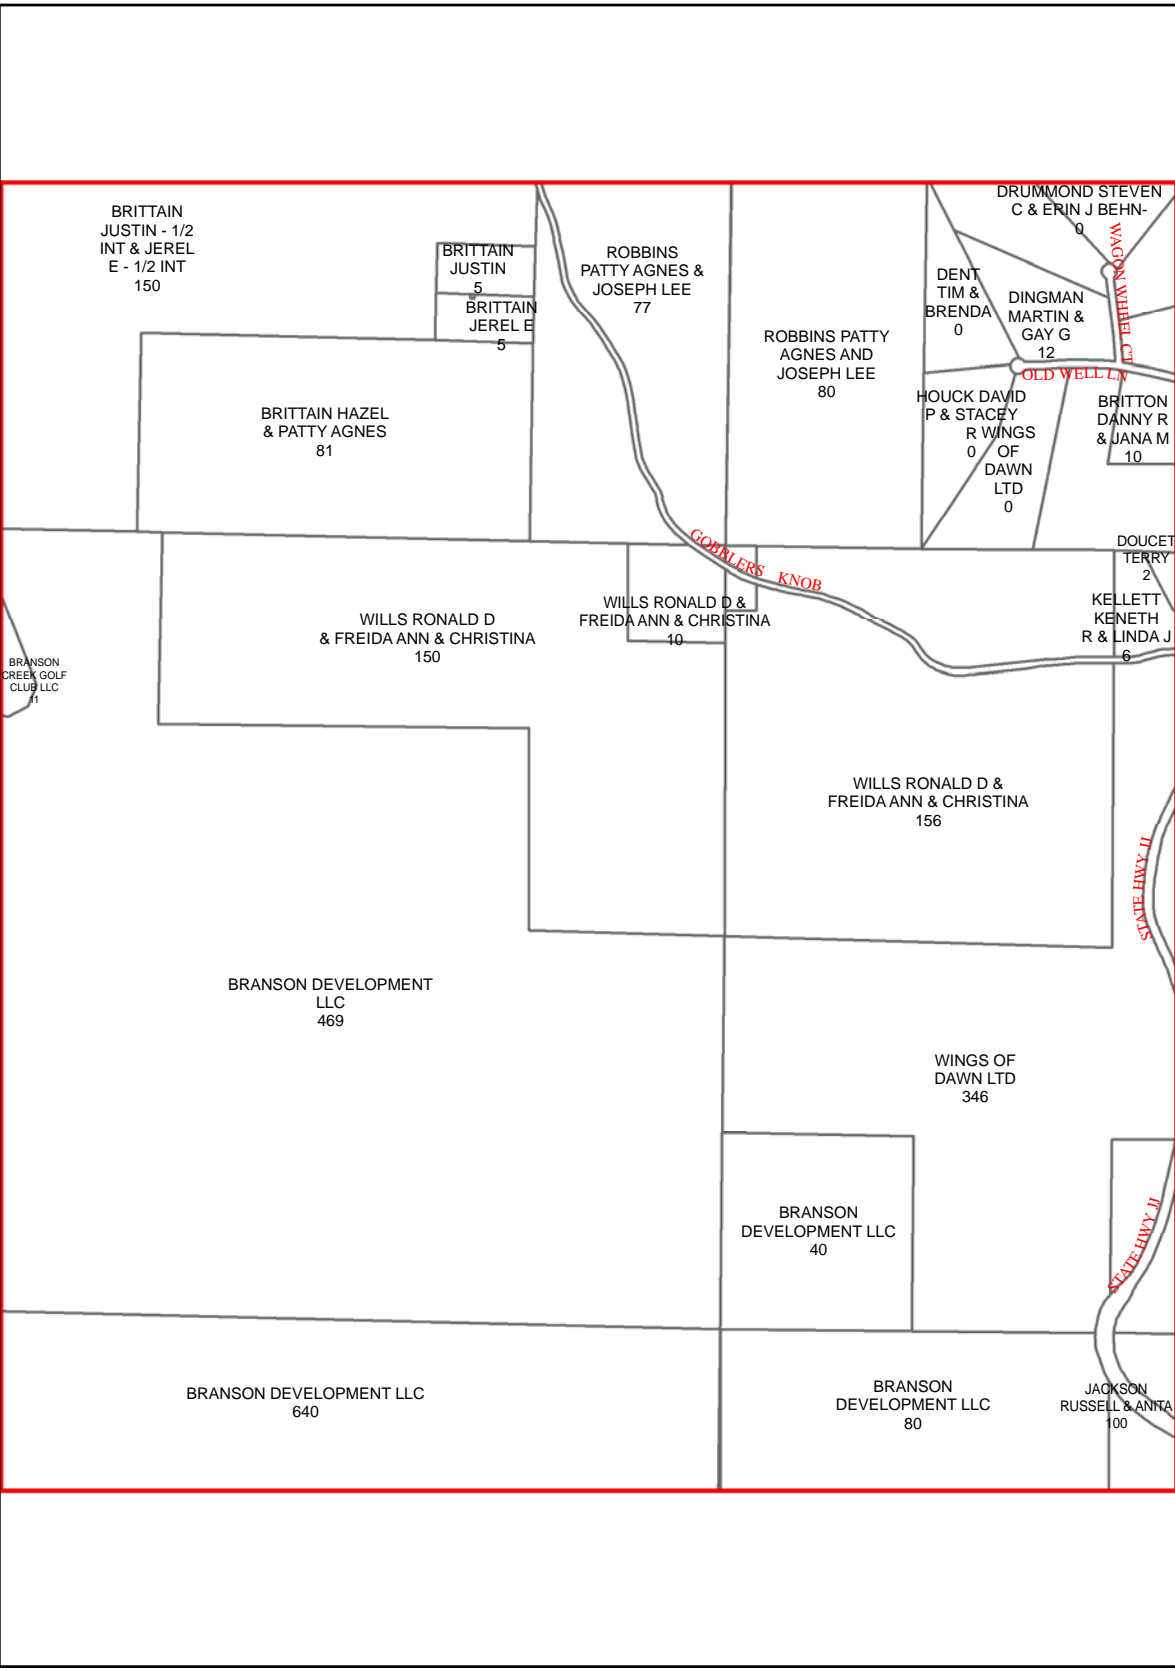 BRITTAIN
JUSTIN - 1/2
INT & JEREL
E - 1/2 INT
150
BRITTAIN
JUSTIN
5
BRITTAIN
JEREL E
5
ROBBINS
PATTY AGNES &
JOSEPH LEE
77
ROBBINS PATTY
AGNES AND
JOSEPH LEE
80
DRUMMOND STEVEN
C & ERIN J BEHN-
0
WAGON WHEEL CT
DENT
TIM &
BRENDA
0
DINGMAN
MARTIN &
GAY G
12
OLD WELL LN
HOUCK DAVID
P & STACEY
R
0
WINGS
OF
DAWN
LTD
0
BRITTON
DANNY R
& JANA M
10
BRITTAIN HAZEL
& PATTY AGNES
81
GOBBLERS KNOB
DOUCET
TERRY
2
KELLETT
KENETH
R & LINDA J
6
WILLS RONALD D
& FREIDA ANN & CHRISTINA
150
WILLS RONALD D &
FREIDA ANN & CHRISTINA
10
BRANSON
CREEK GOLF
CLUB LLC
11
WILLS RONALD D &
FREIDA ANN & CHRISTINA
156
STATE HWY JJ
BRANSON DEVELOPMENT
LLC
469
WINGS OF
DAWN LTD
346
BRANSON
DEVELOPMENT LLC
40
STATE HWY JJ
BRANSON DEVELOPMENT LLC
640
BRANSON
DEVELOPMENT LLC
80
JACKSON
RUSSELL & ANITA
100